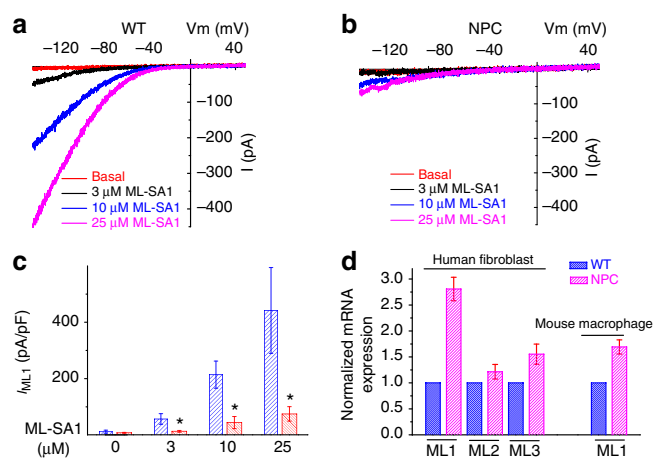 a
WT
Vm (mV)
−120
−80
−40
40
−100
−200
−300
−400
I (pA)
Basal
3 μM ML-SA1
10 μM ML-SA1
25 μM ML-SA1
b
NPC
Vm (mV)
−120
−80
−40
40
−100
−200
−300
−400
I (pA)
Basal
3 μM ML-SA1
10 μM ML-SA1
25 μM ML-SA1
c
IML1 (pA/pF)
400
200
ML-SA1
(μM)
0
3
10
25
*
*
*
d
Normalized mRNA
expression
3.0
2.5
2.0
1.5
1.0
0.5
0.0
Human fibroblast
WT
NPC
Mouse macrophage
ML1
ML2
ML3
ML1